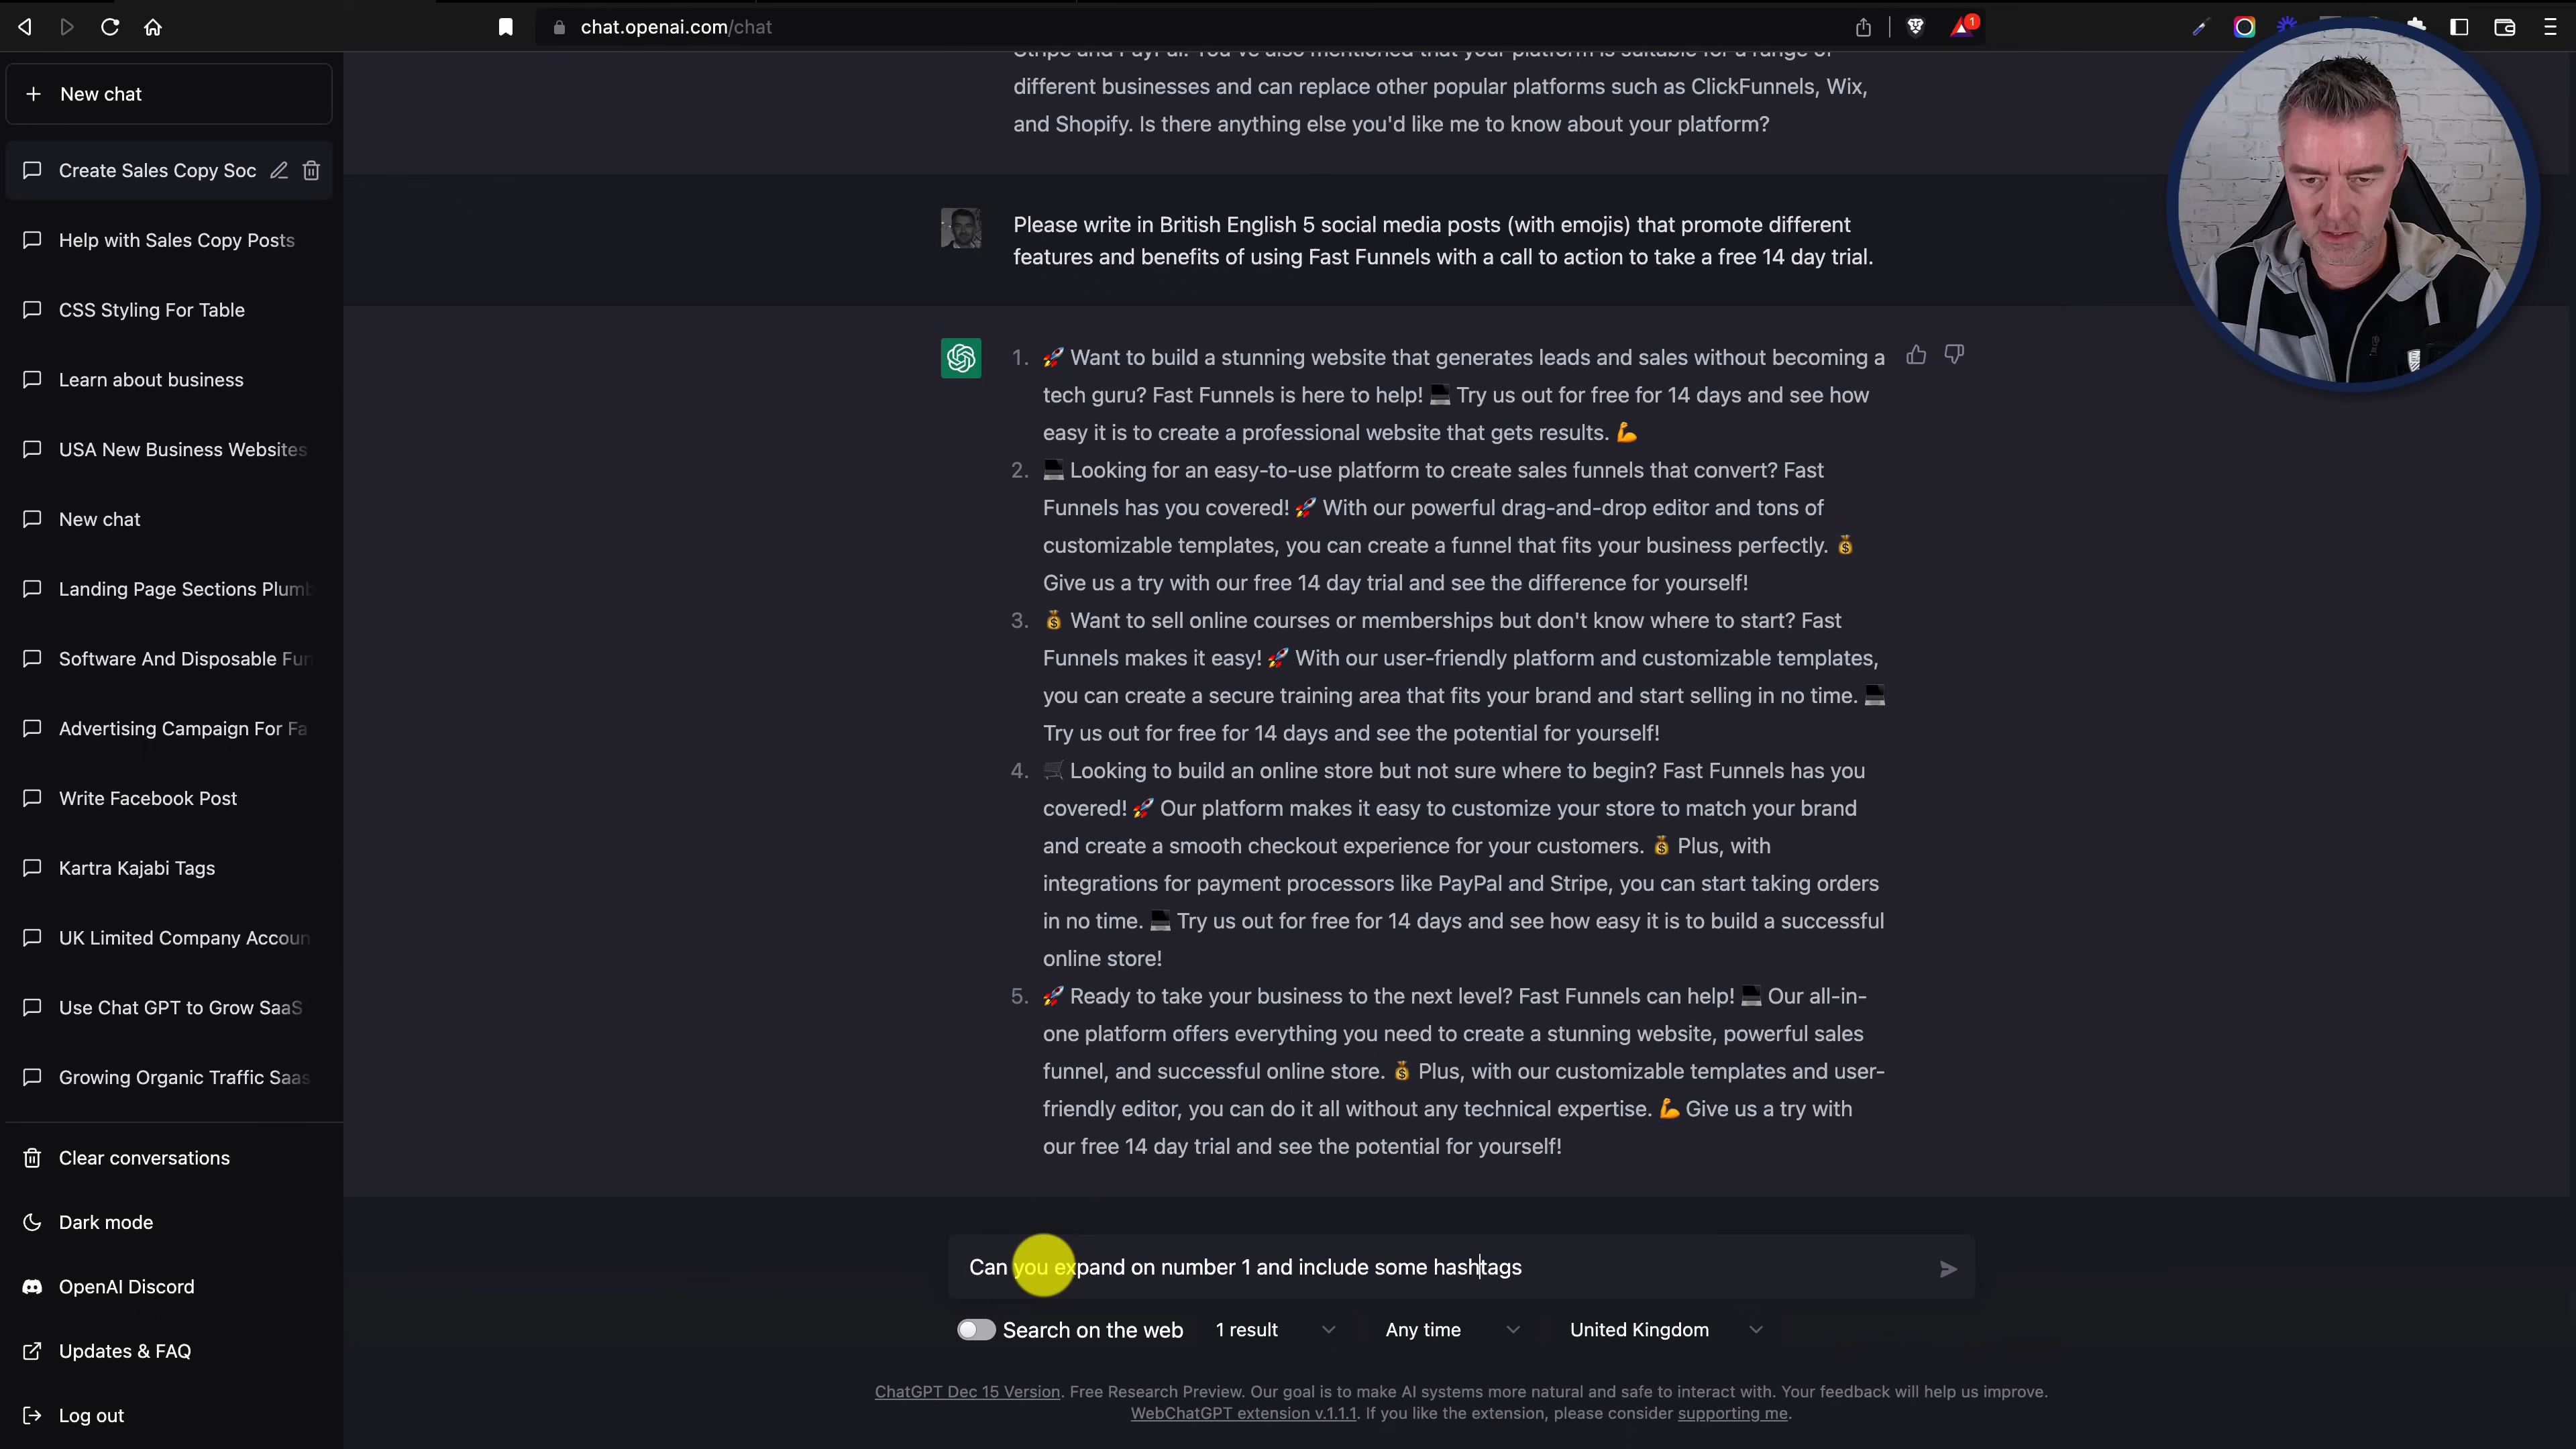 chat.openai.com/chat
1
New chat
Create Sales Copy Soc
Help with Sales Copy Posts
CSS Styling For Table
Learn about business
USA New Business Websites
New chat
Landing Page Sections Plumb
Software And Disposable Fun
Advertising Campaign For Fa
Write Facebook Post
Kartra Kajabi Tags
UK Limited Company Accoun
Use Chat GPT to Grow SaaS
Growing Organic Traffic Saas
Clear conversations
Dark mode
OpenAI Discord
Updates & FAQ
Log out
Stripe and PayPal. You've also mentioned that your platform is suitable for a range of
different businesses and can replace other popular platforms such as ClickFunnels, Wix,
and Shopify. Is there anything else you'd like me to know about your platform?
Please write in British English 5 social media posts (with emojis) that promote different
features and benefits of using Fast Funnels with a call to action to take a free 14 day trial.
1. 🚀 Want to build a stunning website that generates leads and sales without becoming a
tech guru? Fast Funnels is here to help! 💻 Try us out for free for 14 days and see how
easy it is to create a professional website that gets results. 💪
2. 💻 Looking for an easy-to-use platform to create sales funnels that convert? Fast
Funnels has you covered! 🚀 With our powerful drag-and-drop editor and tons of
customizable templates, you can create a funnel that fits your business perfectly. 💰
Give us a try with our free 14 day trial and see the difference for yourself!
3. 💰 Want to sell online courses or memberships but don't know where to start? Fast
Funnels makes it easy! 🚀 With our user-friendly platform and customizable templates,
you can create a secure training area that fits your brand and start selling in no time. 💻
Try us out for free for 14 days and see the potential for yourself!
4. 🛒 Looking to build an online store but not sure where to begin? Fast Funnels has you
covered! 🚀 Our platform makes it easy to customize your store to match your brand
and create a smooth checkout experience for your customers. 💰 Plus, with
integrations for payment processors like PayPal and Stripe, you can start taking orders
in no time. 💻 Try us out for free for 14 days and see how easy it is to build a successful
online store!
5. 🚀 Ready to take your business to the next level? Fast Funnels can help! 💻 Our all-in-
one platform offers everything you need to create a stunning website, powerful sales
funnel, and successful online store. 💰 Plus, with our customizable templates and user-
friendly editor, you can do it all without any technical expertise. 💪 Give us a try with
our free 14 day trial and see the potential for yourself!
Can you expand on number 1 and include some hashtags
Search on the web 1 result Any time United Kingdom
ChatGPT Dec 15 Version. Free Research Preview. Our goal is to make AI systems more natural and safe to interact with. Your feedback will help us improve.
WebChatGPT extension v.1.1.1. If you like the extension, please consider supporting me.